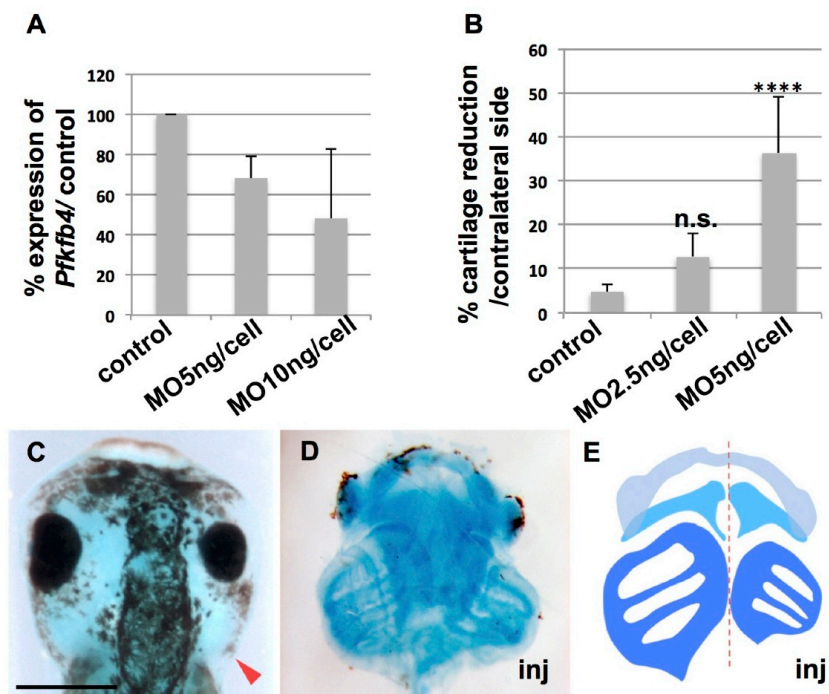 A
% expression of
Pfkfb4/ control
120
100
80
60
40
20
0
control
MO5ng/cell
MO10ng/cell
B
% cartilage reduction
/contralateral side
60
50
40
30
20
10
0
n.s.
****
control
MO2.5ng/cell
MO5ng/cell
C
D
inj
E
inj